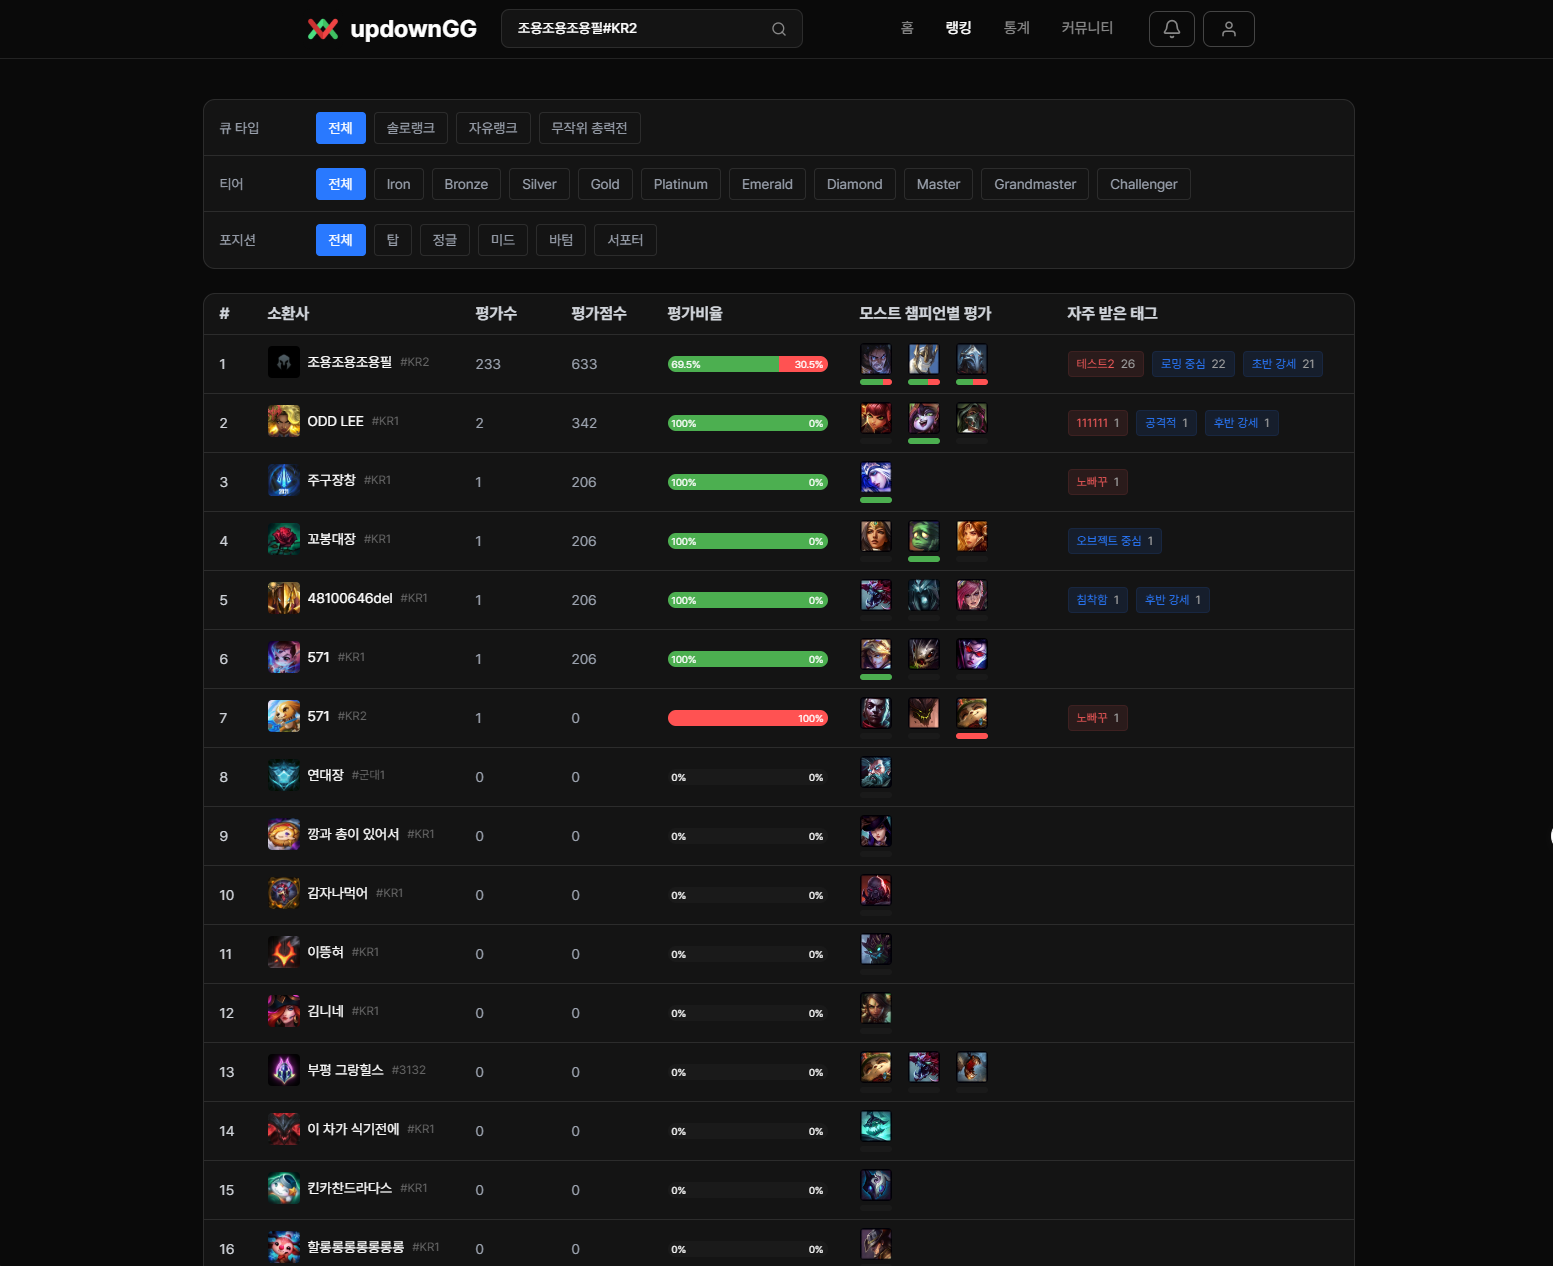 updownGG 조용조용조용필#KR2 홈 랭킹 통계 커뮤니티
큐 타입 전체 솔로랭크 자유랭크 무작위 총력전
티어 전체 Iron Bronze Silver Gold Platinum Emerald Diamond Master Grandmaster Challenger
포지션 전체 탑 정글 미드 바텀 서포터
# 소환사 평가수 평가점수 평가비율 모스트 챔피언별 평가 자주 받은 태그
1 조용조용조용필 #KR2 233 633 69.5% 30.5% 테스트2 26 로밍 중심 22 초반 강세 21
2 ODD LEE #KR1 2 342 100% 0% 111111 1 공격적 1 후반 강세 1
3 주구장창 #KR1 1 206 100% 0% 노빠꾸 1
4 꼬봉대장 #KR1 1 206 100% 0% 오브젝트 중심 1
5 48100646del #KR1 1 206 100% 0% 침착함 1 후반 강세 1
6 571 #KR1 1 206 100% 0%
7 571 #KR2 1 0 100% 노빠꾸 1
8 연대장 #군대1 0 0 0% 0%
9 깡과 총이 있어서 #KR1 0 0 0% 0%
10 감자나먹어 #KR1 0 0 0% 0%
11 이뜽혀 #KR1 0 0 0% 0%
12 김니네 #KR1 0 0 0% 0%
13 부평 그랑힐스 #3132 0 0 0% 0%
14 이 차가 식기전에 #KR1 0 0 0% 0%
15 킨카찬드라다스 #KR1 0 0 0% 0%
16 할롱롱롱롱롱롱롱 #KR1 0 0 0% 0%